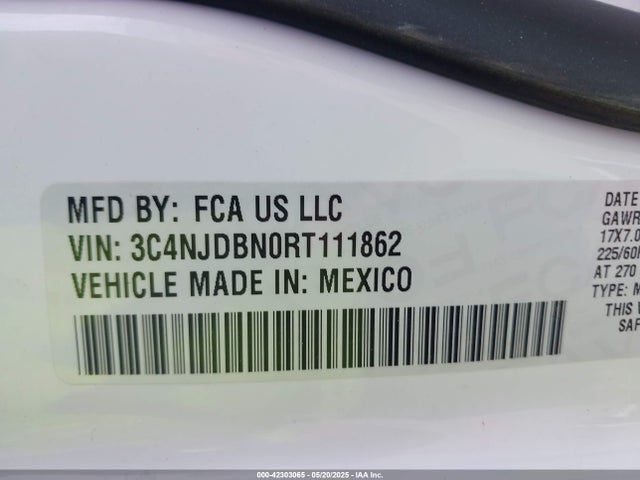 MFD BY: FCA US LLC
VIN: 3C4NJDBN0RT111862
VEHICLE MADE IN: MEXICO
DATE
GAWR
17X7.0
225/60R
AT 270
TYPE: M
THIS V
SAF
000-42303065 - 05/20/2025 - IAA Inc.